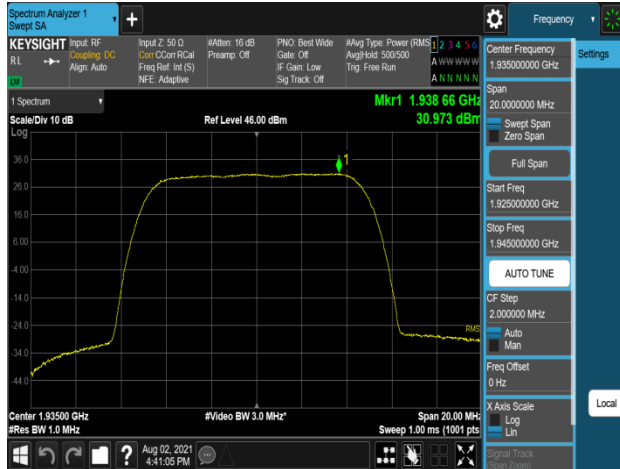 Spectrum Analyzer 1
Swept SA
Frequency
KEYSIGHT
RL
Input: RF
Coupling: DC
Align: Auto
Input Z: 50 Ω
Corr CCorr RCal
Freq Ref: Int (S)
NFE: Adaptive
#Atten: 16 dB
Preamp: Off
PNO: Best Wide
Gate: Off
IF Gain: Low
Sig Track: Off
#Avg Type: Power (RMS
Avg|Hold: 500/500
Trig: Free Run
1 2 3 4 5 6
A W W W W W
A N N N N N
1 Spectrum
Scale/Div 10 dB
Ref Level 46.00 dBm
Mkr1 1.938 66 GHz
30.973 dBm
Log
36.0
26.0
16.0
6.00
-4.00
-14.0
-24.0
-34.0
-44.0
1
RMS
Center 1.93500 GHz
#Res BW 1.0 MHz
#Video BW 3.0 MHz*
Span 20.00 MHz
Sweep 1.00 ms (1001 pts
Aug 02, 2021
4:41:05 PM
Center Frequency
1.935000000 GHz
Span
20.0000000 MHz
Swept Span
Zero Span
Full Span
Start Freq
1.925000000 GHz
Stop Freq
1.945000000 GHz
AUTO TUNE
CF Step
2.000000 MHz
Auto
Man
Freq Offset
0 Hz
X Axis Scale
Log
Lin
Signal Track
(Span Zoom)
Settings
Local